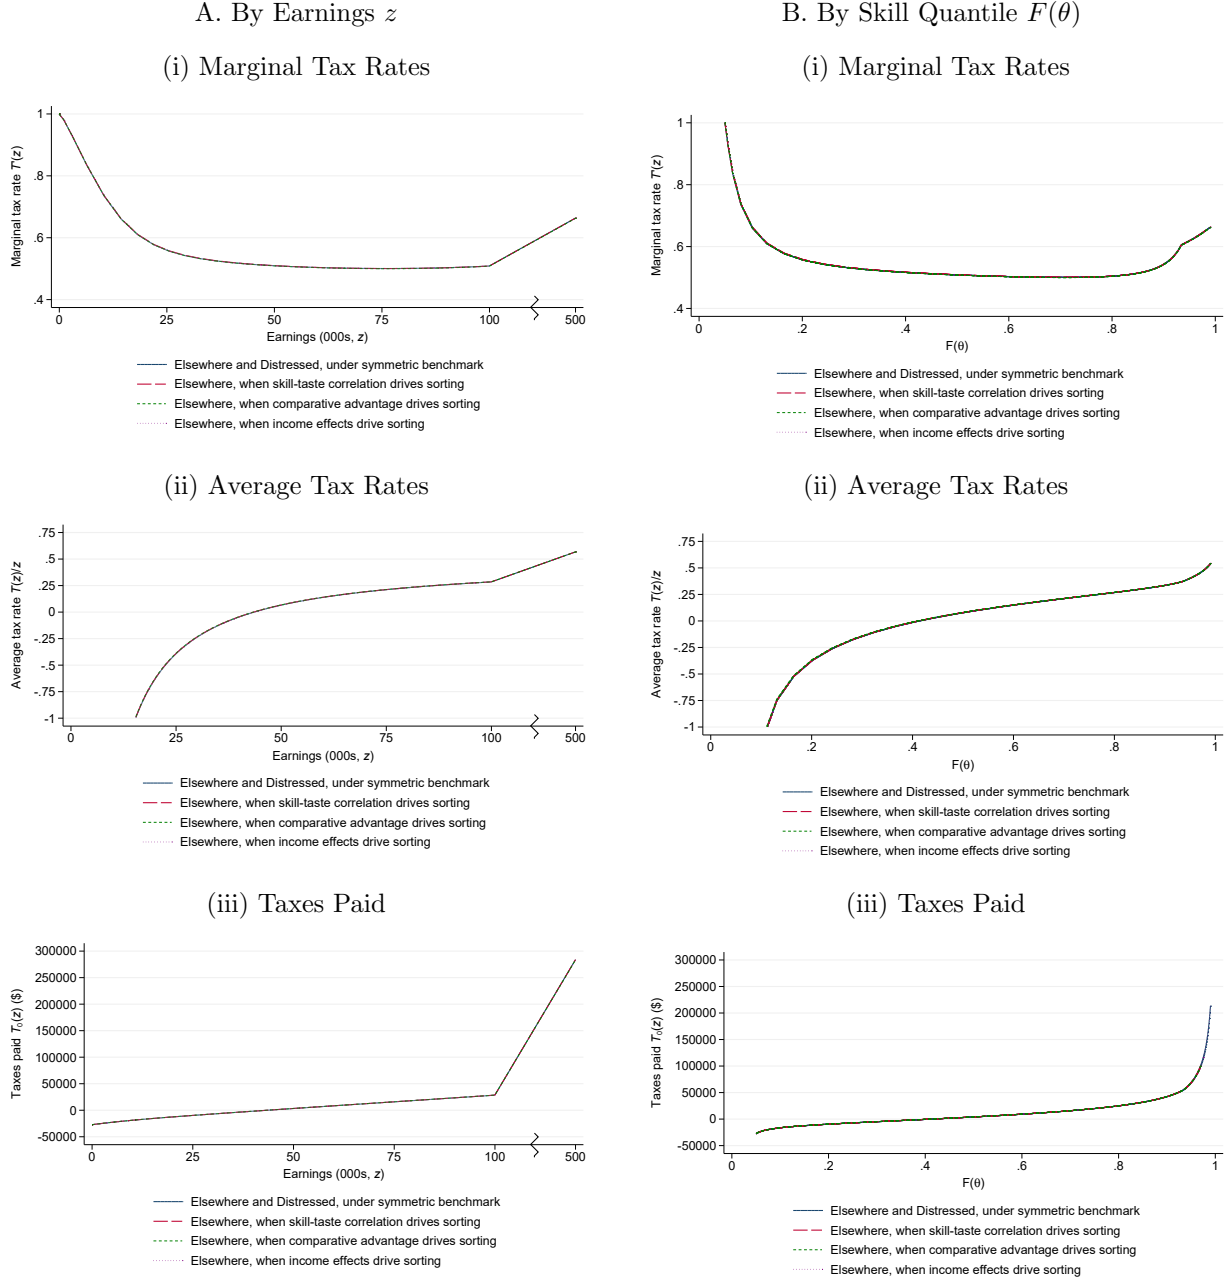 A. By Earnings z
(i) Marginal Tax Rates
Marginal tax rate T'(z)
1
.8
.6
.4
0
25
50
75
100
500
Earnings (000s, z)
Elsewhere and Distressed, under symmetric benchmark
Elsewhere, when skill-taste correlation drives sorting
Elsewhere, when comparative advantage drives sorting
Elsewhere, when income effects drive sorting
(ii) Average Tax Rates
Average tax rate T(z)/z
.75
.5
.25
0
-.25
-.5
-.75
-1
0
25
50
75
100
500
Earnings (000s, z)
Elsewhere and Distressed, under symmetric benchmark
Elsewhere, when skill-taste correlation drives sorting
Elsewhere, when comparative advantage drives sorting
Elsewhere, when income effects drive sorting
(iii) Taxes Paid
Taxes paid T₀(z) ($)
300000
250000
200000
150000
100000
50000
0
-50000
0
25
50
75
100
500
Earnings (000s, z)
Elsewhere and Distressed, under symmetric benchmark
Elsewhere, when skill-taste correlation drives sorting
Elsewhere, when comparative advantage drives sorting
Elsewhere, when income effects drive sorting
B. By Skill Quantile F(θ)
(i) Marginal Tax Rates
Marginal tax rate T'(z)
1
.8
.6
.4
0
.2
.4
.6
.8
1
F(θ)
Elsewhere and Distressed, under symmetric benchmark
Elsewhere, when skill-taste correlation drives sorting
Elsewhere, when comparative advantage drives sorting
Elsewhere, when income effects drive sorting
(ii) Average Tax Rates
Average tax rate T(z)/z
.75
.5
.25
0
-.25
-.5
-.75
-1
0
.2
.4
.6
.8
1
F(θ)
Elsewhere and Distressed, under symmetric benchmark
Elsewhere, when skill-taste correlation drives sorting
Elsewhere, when comparative advantage drives sorting
Elsewhere, when income effects drive sorting
(iii) Taxes Paid
Taxes paid T₀(z) ($)
300000
250000
200000
150000
100000
50000
0
-50000
0
.2
.4
.6
.8
1
F(θ)
Elsewhere and Distressed, under symmetric benchmark
Elsewhere, when skill-taste correlation drives sorting
Elsewhere, when comparative advantage drives sorting
Elsewhere, when income effects drive sorting